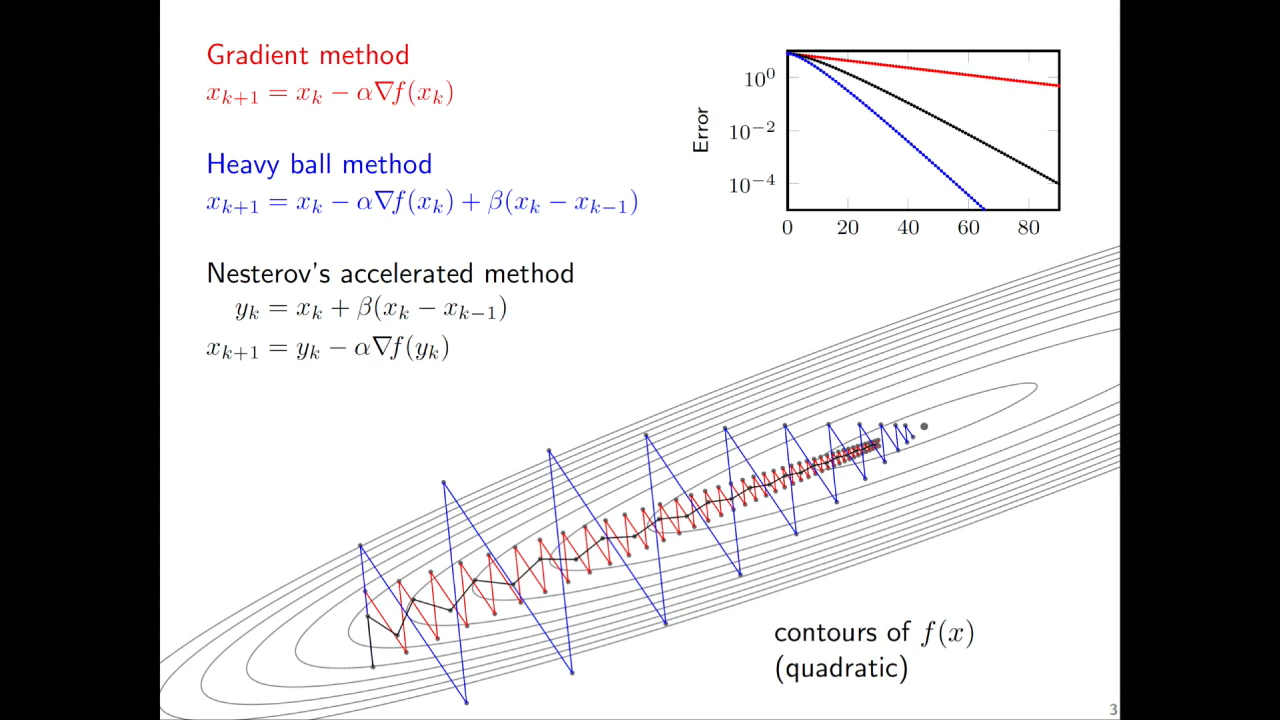 Gradient method
x_{k+1} = x_k − α∇f(x_k)
Heavy ball method
x_{k+1} = x_k − α∇f(x_k) + β(x_k − x_{k−1})
Nesterov's accelerated method
y_k = x_k + β(x_k − x_{k−1})
x_{k+1} = y_k − α∇f(y_k)
Error
10^0
10^{−2}
10^{−4}
0 20 40 60 80
contours of f(x)
(quadratic)
3